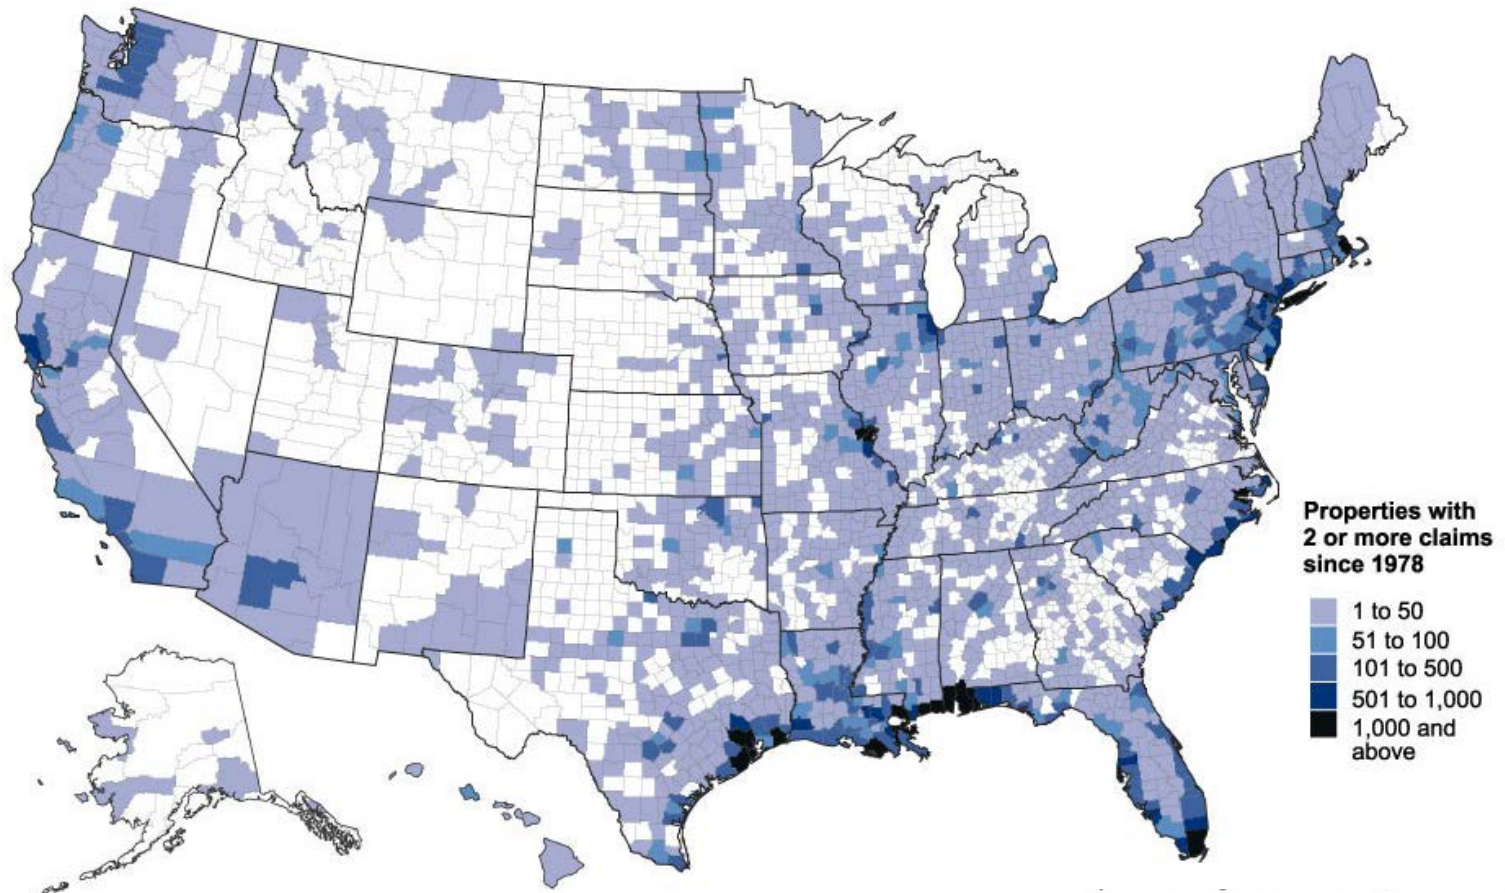 Properties with
2 or more claims
since 1978
1 to 50
51 to 100
101 to 500
501 to 1,000
1,000 and
above